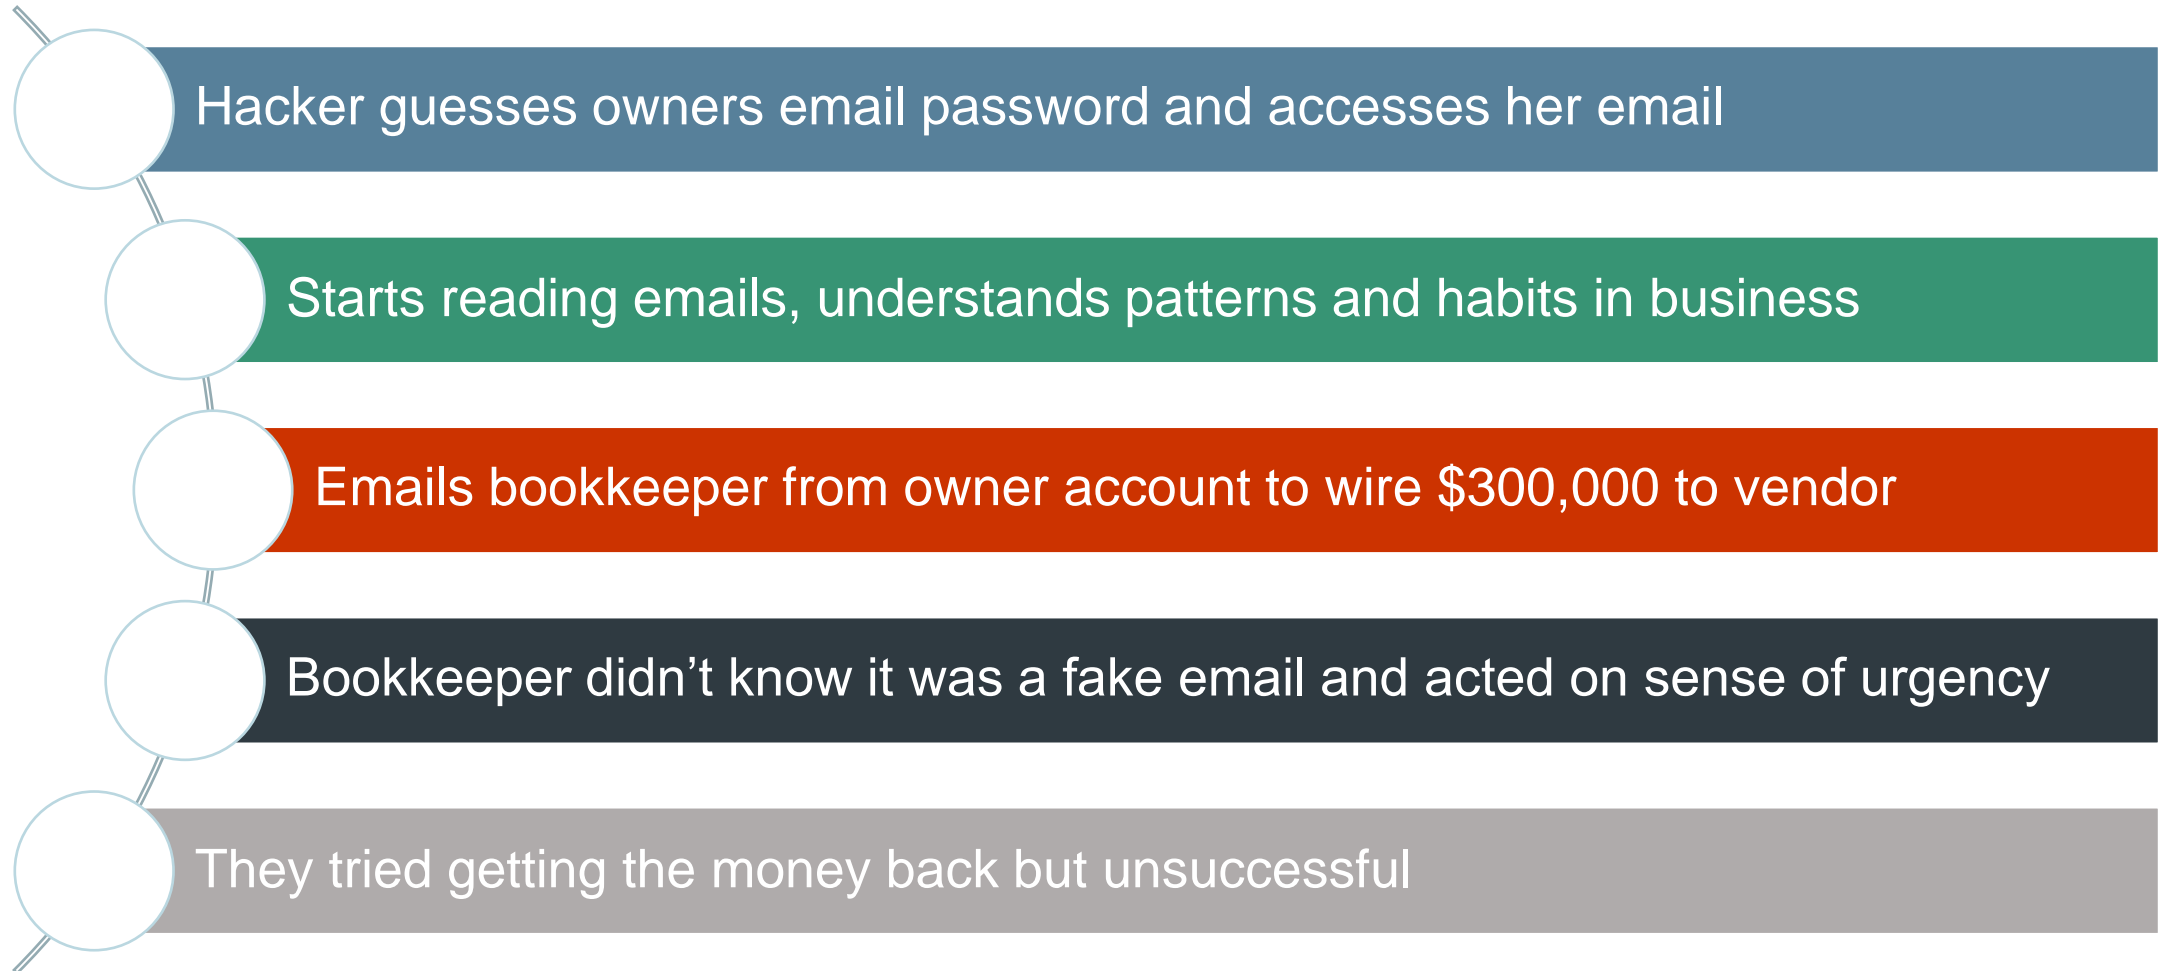 Hacker guesses owners email password and accesses her email
Starts reading emails, understands patterns and habits in business
Emails bookkeeper from owner account to wire $300,000 to vendor
Bookkeeper didn’t know it was a fake email and acted on sense of urgency
They tried getting the money back but unsuccessful